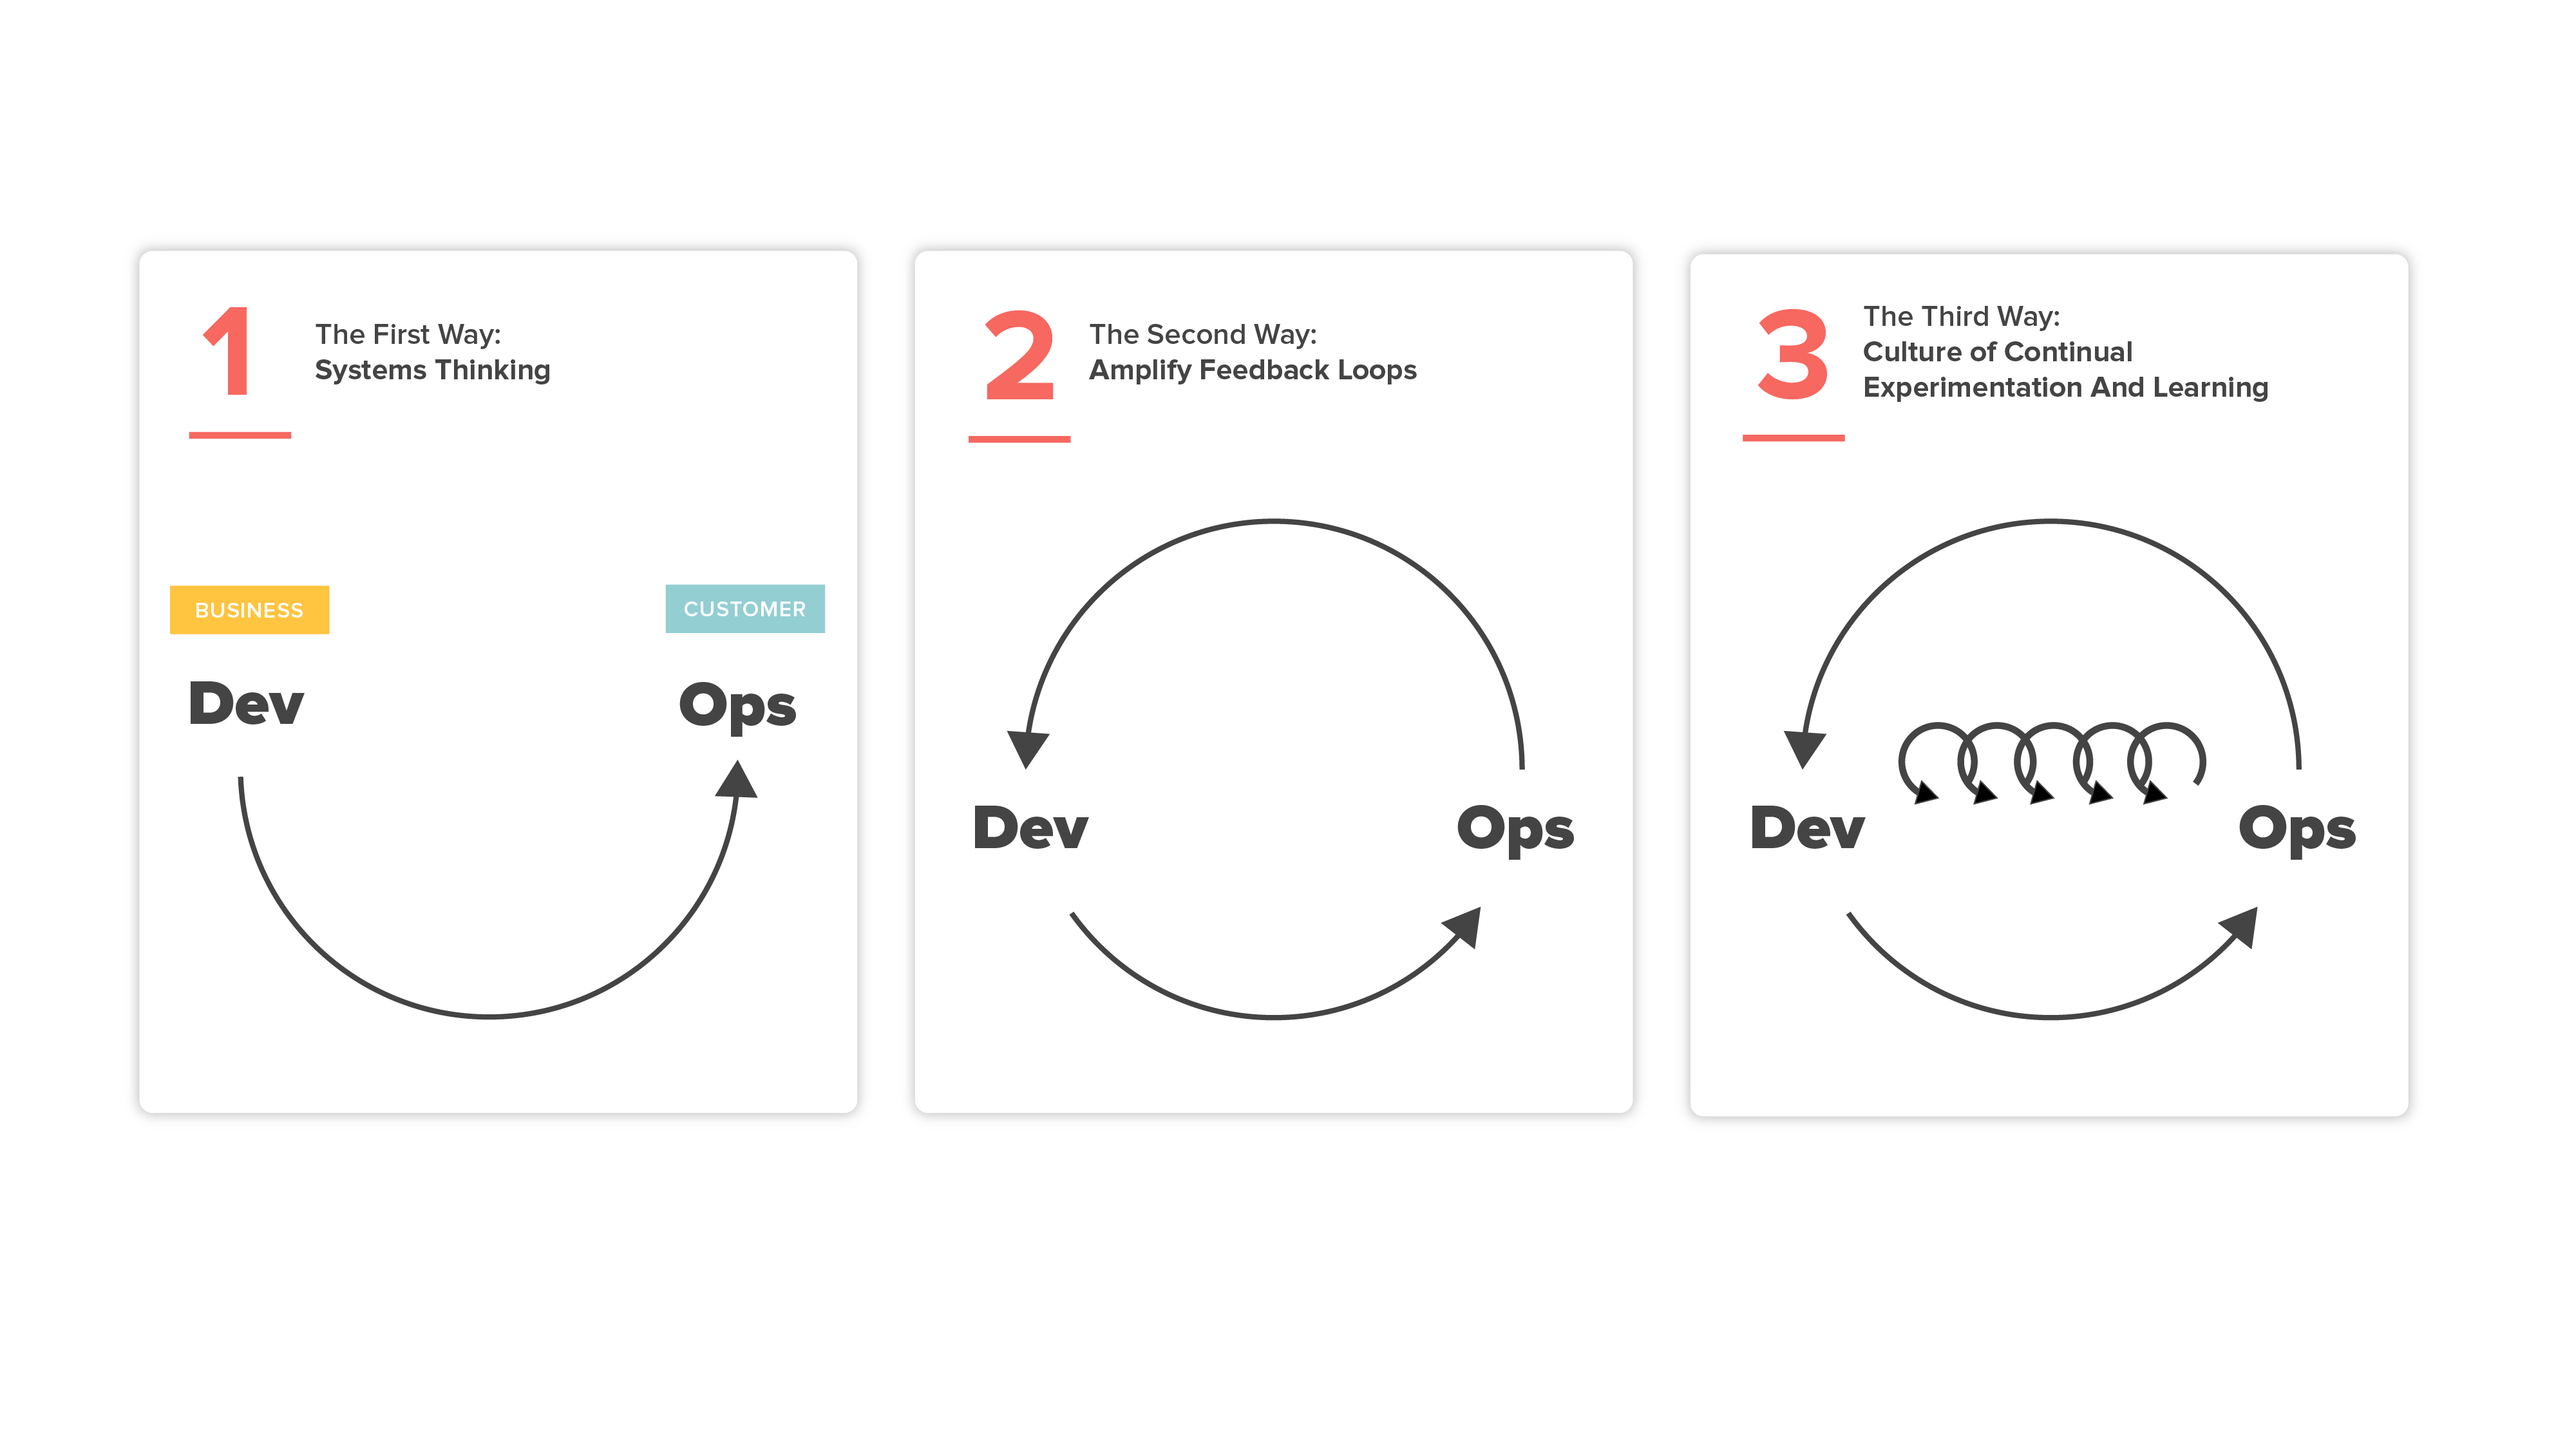 1
The First Way:
Systems Thinking
BUSINESS
CUSTOMER
Dev
Ops
2
The Second Way:
Amplify Feedback Loops
Dev
Ops
3
The Third Way:
Culture of Continual
Experimentation And Learning
Dev
Ops